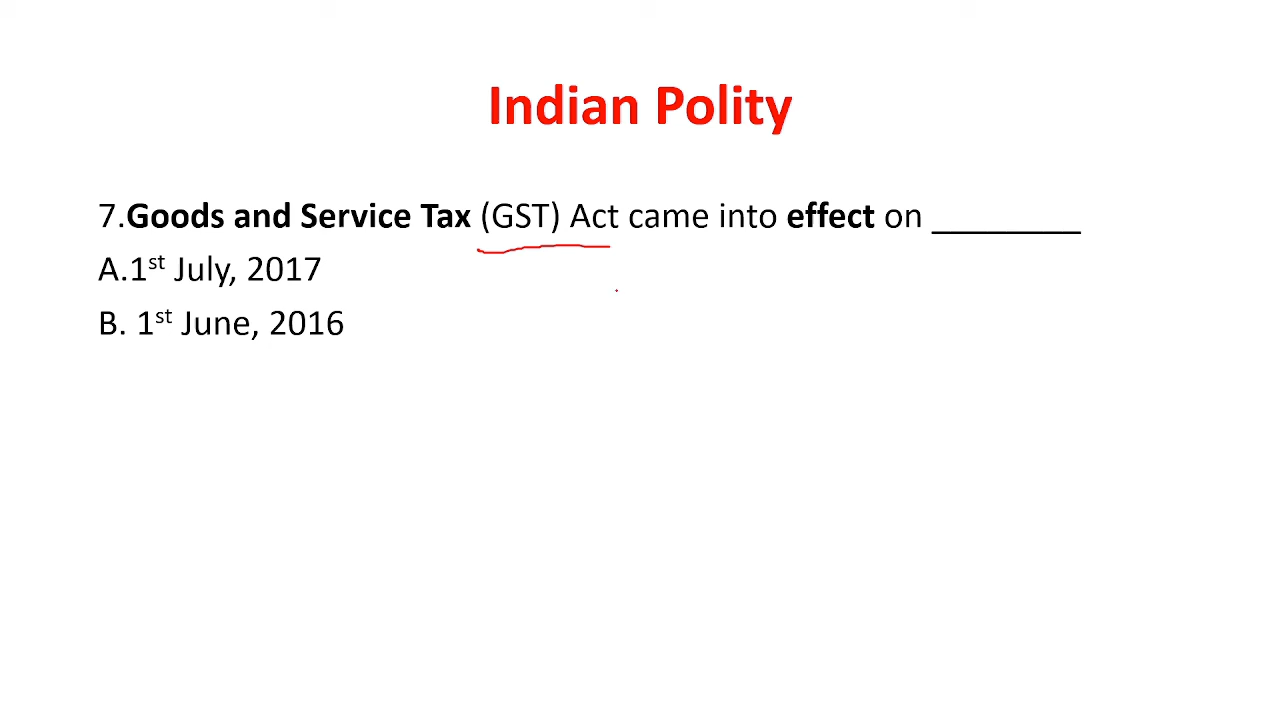 Indian Polity
7.Goods and Service Tax (GST) Act came into effect on ________
A.1st July, 2017
B. 1st June, 2016